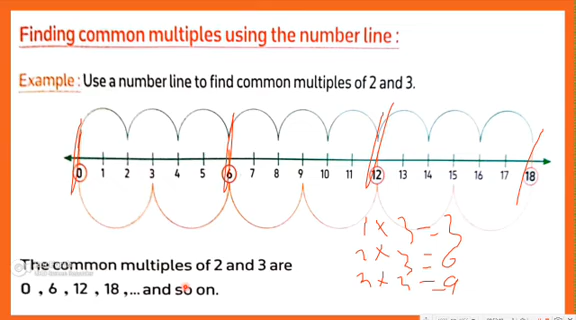 Finding common multiples using the number line :
Example : Use a number line to find common multiples of 2 and 3.
0 1 2 3 4 5 6 7 8 9 10 11 12 13 14 15 16 17 18
1 × 3 = 3
2 × 3 = 6
3 × 3 = 9
The common multiples of 2 and 3 are
0 , 6 , 12 , 18 ,... and so on.